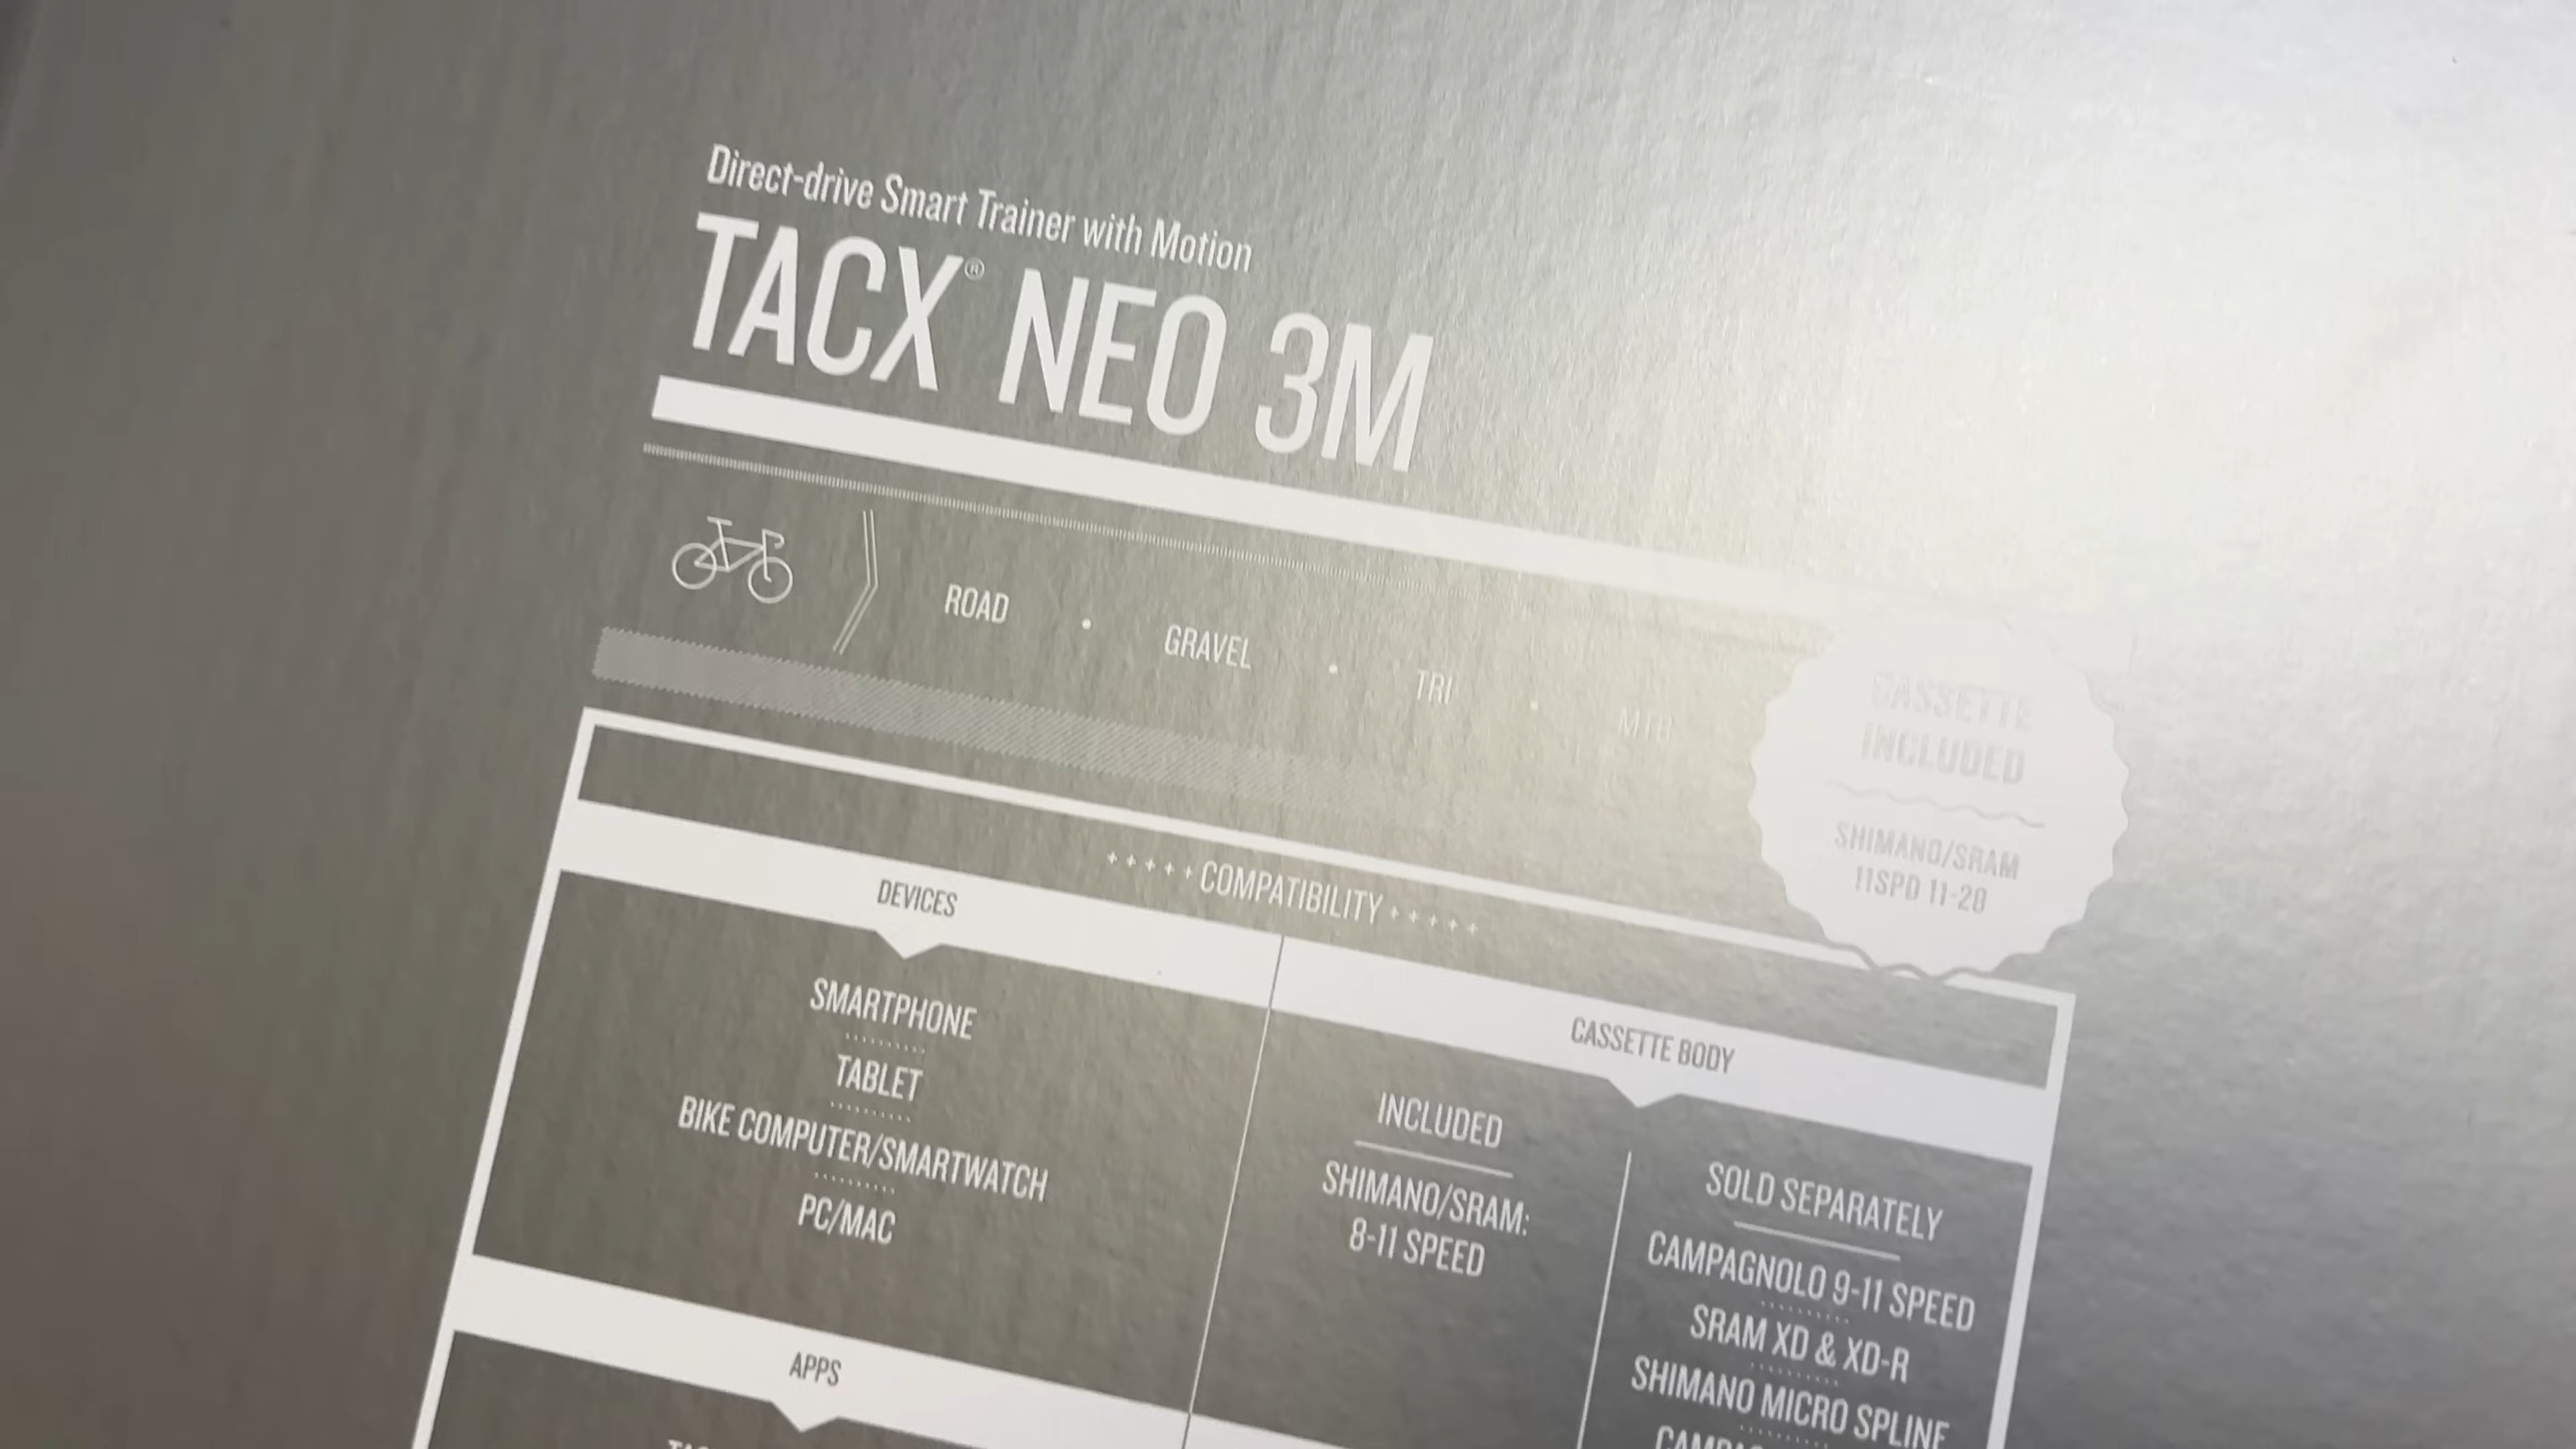 Direct-drive Smart Trainer with Motion
TACX® NEO 3M
ROAD • GRAVEL • TRI • MTB
CASSETTE
INCLUDED
SHIMANO/SRAM
11SPD 11-28
+++++ COMPATIBILITY +++++
DEVICES
SMARTPHONE
TABLET
BIKE COMPUTER/SMARTWATCH
PC/MAC
CASSETTE BODY
INCLUDED
SHIMANO/SRAM:
8-11 SPEED
SOLD SEPARATELY
CAMPAGNOLO 9-11 SPEED
SRAM XD & XD-R
SHIMANO MICRO SPLINE
APPS